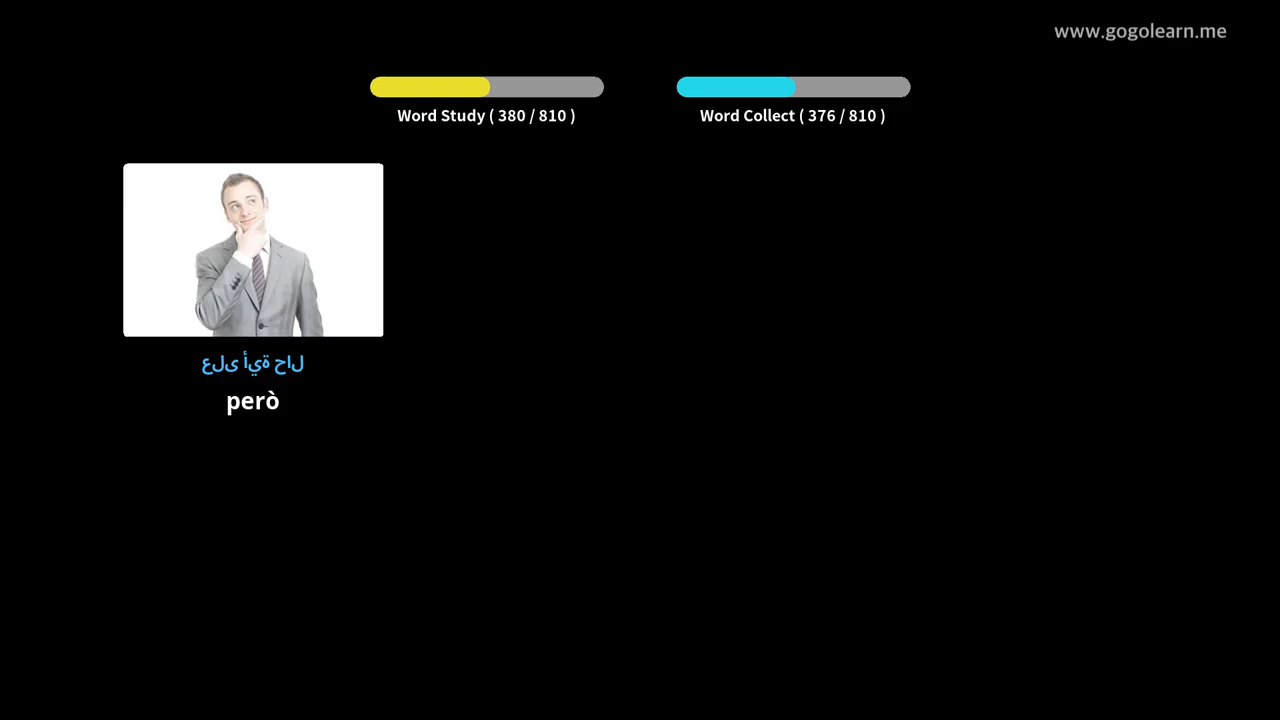 www.gogolearn.me
Word Study ( 380 / 810 )
Word Collect ( 376 / 810 )
على أية حال
però